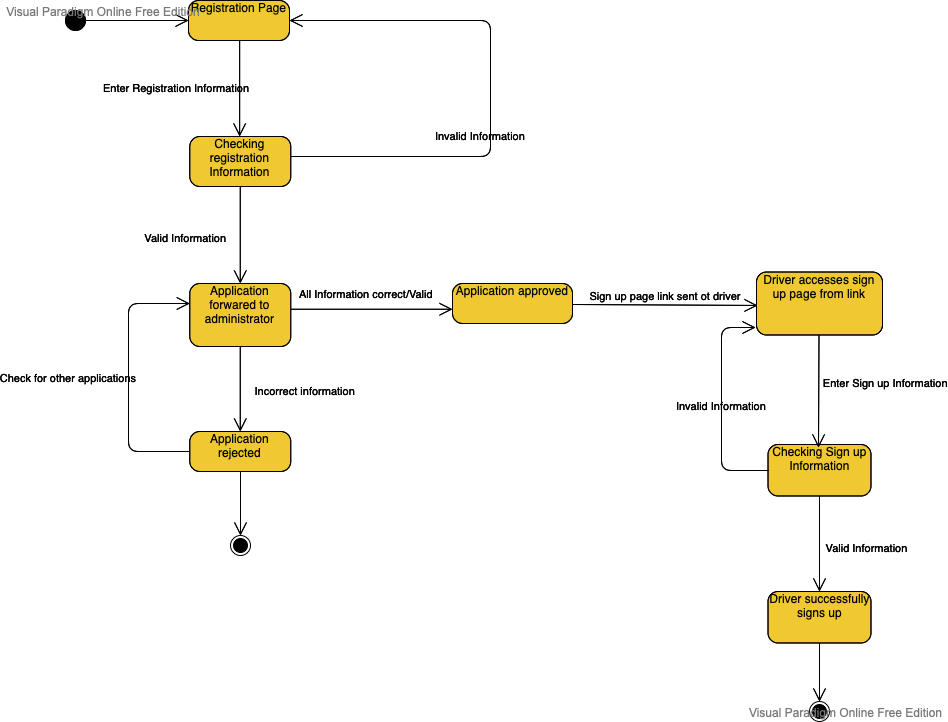 Visual Paradigm Online Free Edition
Registration Page
Enter Registration Information
Invalid Information
Checking
registration
Information
Valid Information
Application
forwared to
administrator
All Information correct/Valid
Application approved
Sign up page link sent ot driver
Driver accesses sign
up page from link
Check for other applications
Incorrect information
Invalid Information
Enter Sign up Information
Application
rejected
Checking Sign up
Information
Valid Information
Driver successfully
signs up
Visual Paradigm Online Free Edition